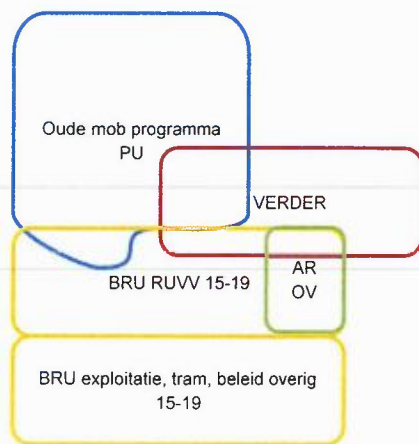 Oude mob programma
PU
VERDER
AR
OV
BRU RUVV 15-19
BRU exploitatie, tram, beleid overig
15-19